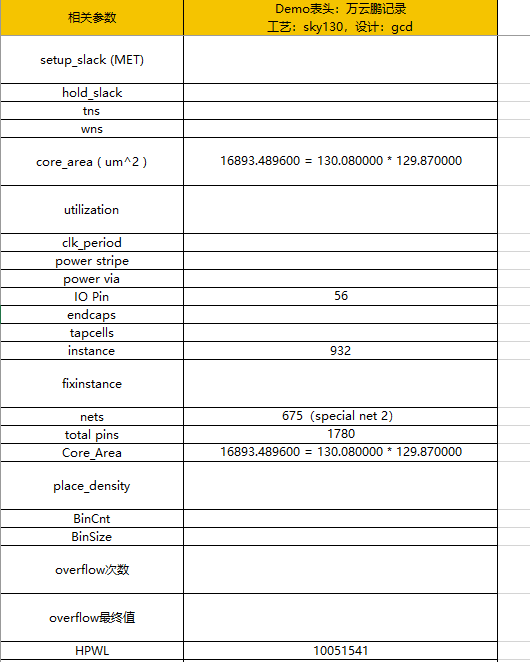 相关参数
Demo表头：万云鹏记录
工艺：sky130，设计：gcd
setup_slack (MET)
hold_slack
tns
wns
core_area ( um^2 )
16893.489600 = 130.080000 * 129.870000
utilization
clk_period
power stripe
power via
IO Pin
56
endcaps
tapcells
instance
932
fixinstance
nets
675（special net 2）
total pins
1780
Core_Area
16893.489600 = 130.080000 * 129.870000
place_density
BinCnt
BinSize
overflow次数
overflow最终值
HPWL
10051541